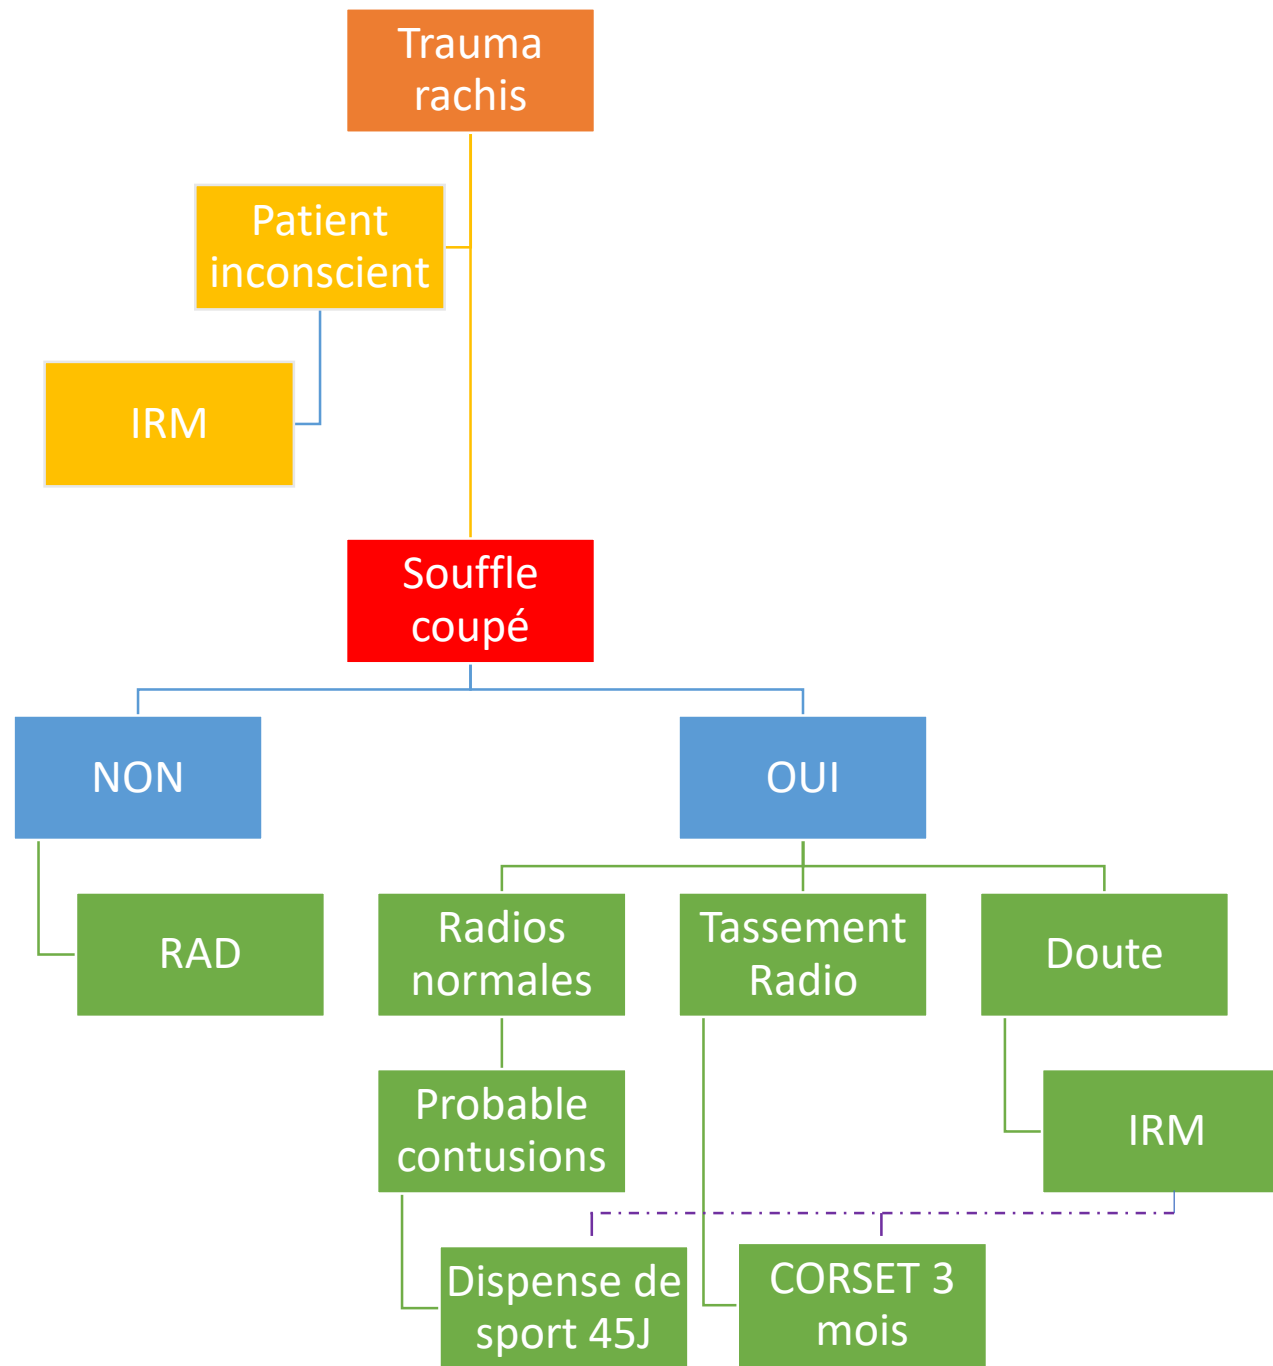 Trauma
rachis
Patient
inconscient
IRM
Souffle
coupé
NON
OUI
RAD
Radios
normales
Tassement
Radio
Doute
Probable
contusions
IRM
Dispense de
sport 45J
CORSET 3
mois